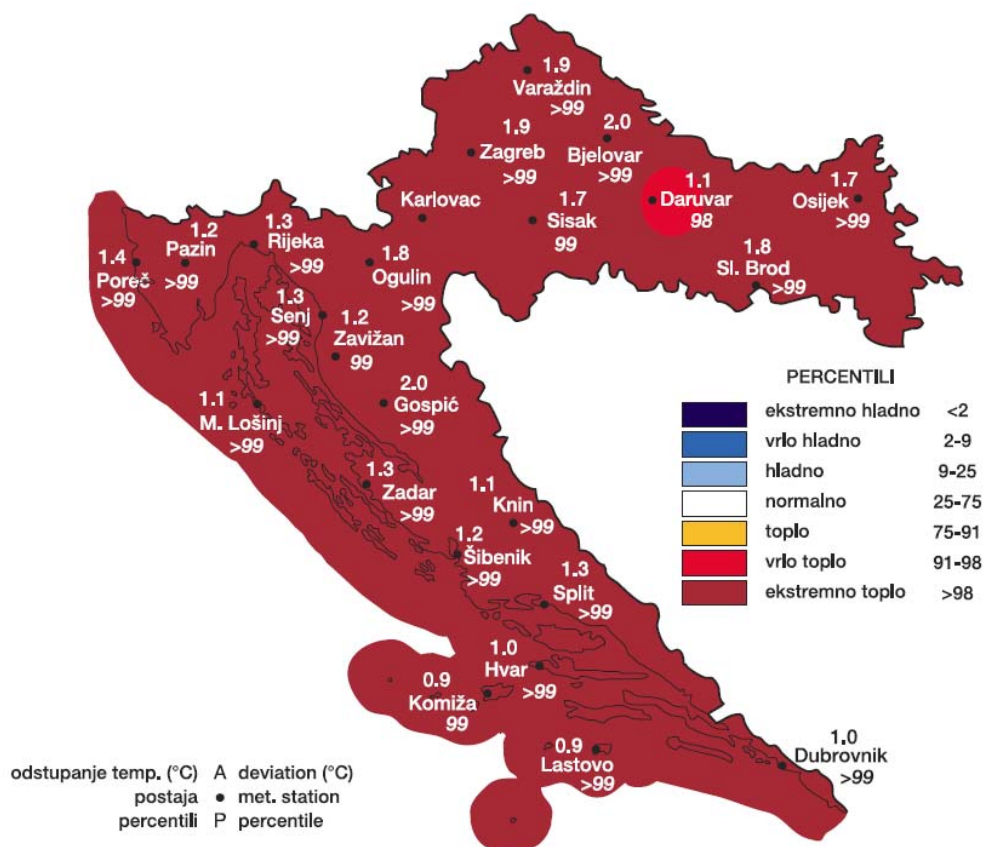 1.9
Varaždin
>99
1.9
Zagreb
>99
2.0
Bjelovar
>99
Karlovac
1.7
Sisak
99
1.1
Daruvar
98
1.7
Osijek
>99
1.8
Sl. Brod
>99
1.4
Poreč
>99
1.2
Pazin
>99
1.3
Rijeka
>99
1.8
Ogulin
>99
1.3
Senj
>99
1.2
Zavižan
99
2.0
Gospić
>99
1.1
M. Lošinj
>99
1.3
Zadar
>99
1.1
Knin
>99
1.2
Šibenik
>99
1.3
Split
>99
1.0
Hvar
>99
0.9
Komiža
99
0.9
Lastovo
>99
1.0
Dubrovnik
>99
PERCENTILI
ekstremno hladno <2
vrlo hladno 2-9
hladno 9-25
normalno 25-75
toplo 75-91
vrlo toplo 91-98
ekstremno toplo >98
odstupanje temp. (°C) A deviation (°C)
postaja • met. station
percentili P percentile